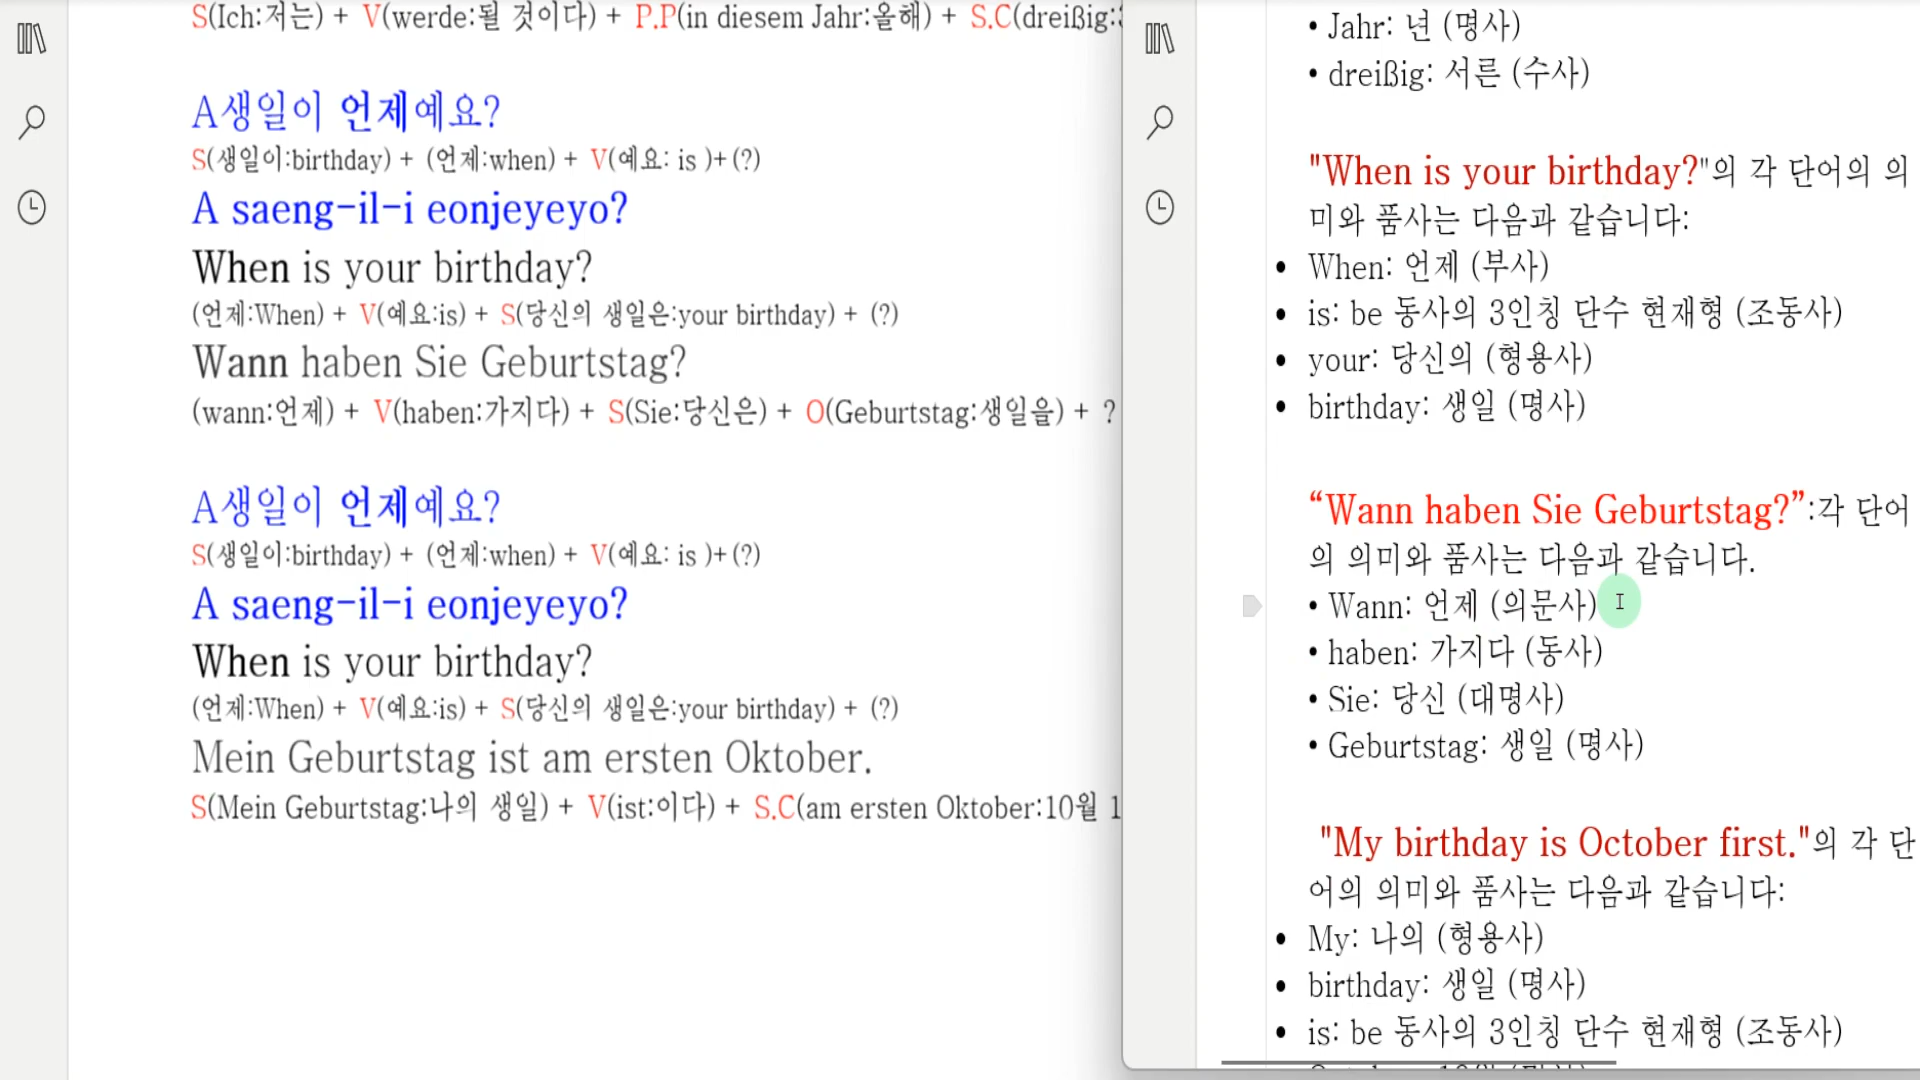 S(Ich:저는) + V(werde:될 것이다) + P.P(in diesem Jahr:올해) + S.C(dreißig:
A생일이 언제예요?
S(생일이:birthday) + (언제:when) + V(예요: is )+(?)
A saeng-il-i eonjeyeyo?
When is your birthday?
(언제:When) + V(예요:is) + S(당신의 생일은:your birthday) + (?)
Wann haben Sie Geburtstag?
(wann:언제) + V(haben:가지다) + S(Sie:당신은) + O(Geburtstag:생일을) + ?
A생일이 언제예요?
S(생일이:birthday) + (언제:when) + V(예요: is )+(?)
A saeng-il-i eonjeyeyo?
When is your birthday?
(언제:When) + V(예요:is) + S(당신의 생일은:your birthday) + (?)
Mein Geburtstag ist am ersten Oktober.
S(Mein Geburtstag:나의 생일) + V(ist:이다) + S.C(am ersten Oktober:10월 1
• Jahr: 년 (명사)
• dreißig: 서른 (수사)
"When is your birthday?"의 각 단어의 의
미와 품사는 다음과 같습니다:
• When: 언제 (부사)
• is: be 동사의 3인칭 단수 현재형 (조동사)
• your: 당신의 (형용사)
• birthday: 생일 (명사)
“Wann haben Sie Geburtstag?”:각 단어
의 의미와 품사는 다음과 같습니다.
• Wann: 언제 (의문사)
• haben: 가지다 (동사)
• Sie: 당신 (대명사)
• Geburtstag: 생일 (명사)
"My birthday is October first."의 각 단
어의 의미와 품사는 다음과 같습니다:
• My: 나의 (형용사)
• birthday: 생일 (명사)
• is: be 동사의 3인칭 단수 현재형 (조동사)